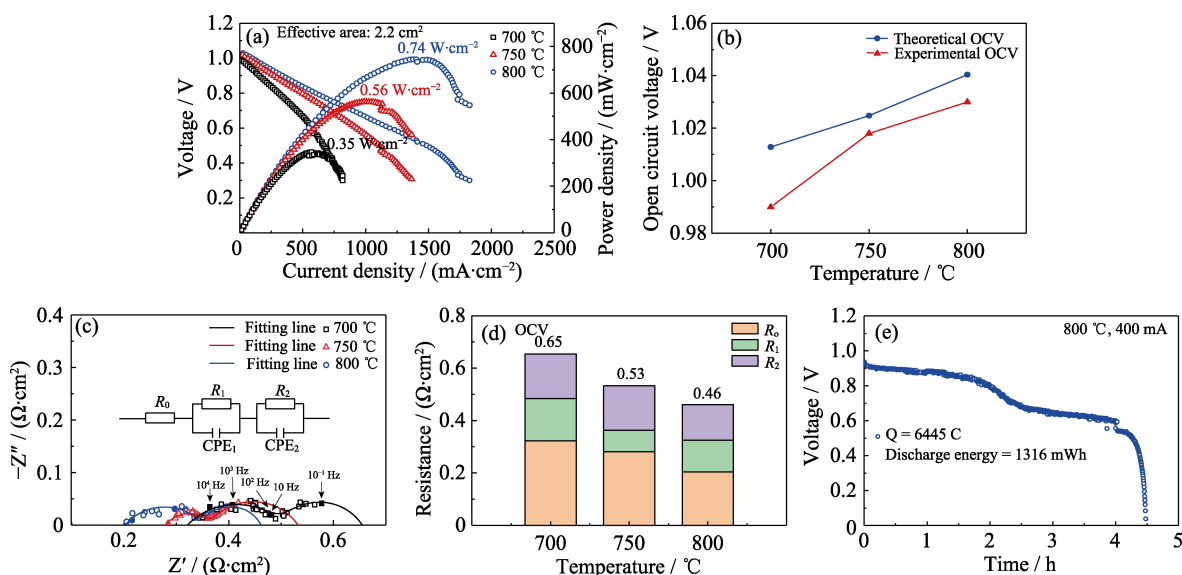 (a)
Effective area: 2.2 cm²
0.74 W·cm⁻²
0.56 W·cm⁻²
0.35 W·cm⁻²
700 ℃
750 ℃
800 ℃
1.2
1.0
0.8
0.6
0.4
0.2
Voltage / V
800
600
400
200
0
Power density / (mW·cm⁻²)
0 500 1000 1500 2000 2500
Current density / (mA·cm⁻²)
(b)
Theoretical OCV
Experimental OCV
1.06
1.04
1.02
1.00
0.98
Open circuit voltage / V
700 750 800
Temperature / ℃
(c)
Fitting line 700 ℃
Fitting line 750 ℃
Fitting line 800 ℃
R₀
R₁
R₂
CPE₁
CPE₂
10⁴ Hz
10³ Hz
10² Hz
10 Hz
10⁻¹ Hz
0.4
0.3
0.2
0.1
0
−Z″ / (Ω·cm²)
0.2 0.4 0.6
Z′ / (Ω·cm²)
(d)
OCV
Rₒ
R₁
R₂
0.65
0.53
0.46
0.8
0.6
0.4
0.2
0.0
Resistance / (Ω·cm²)
700 750 800
Temperature / ℃
(e)
800 ℃, 400 mA
Q = 6445 C
Discharge energy = 1316 mWh
1.2
1.0
0.8
0.6
0.4
0.2
0
Voltage / V
0 1 2 3 4 5
Time / h